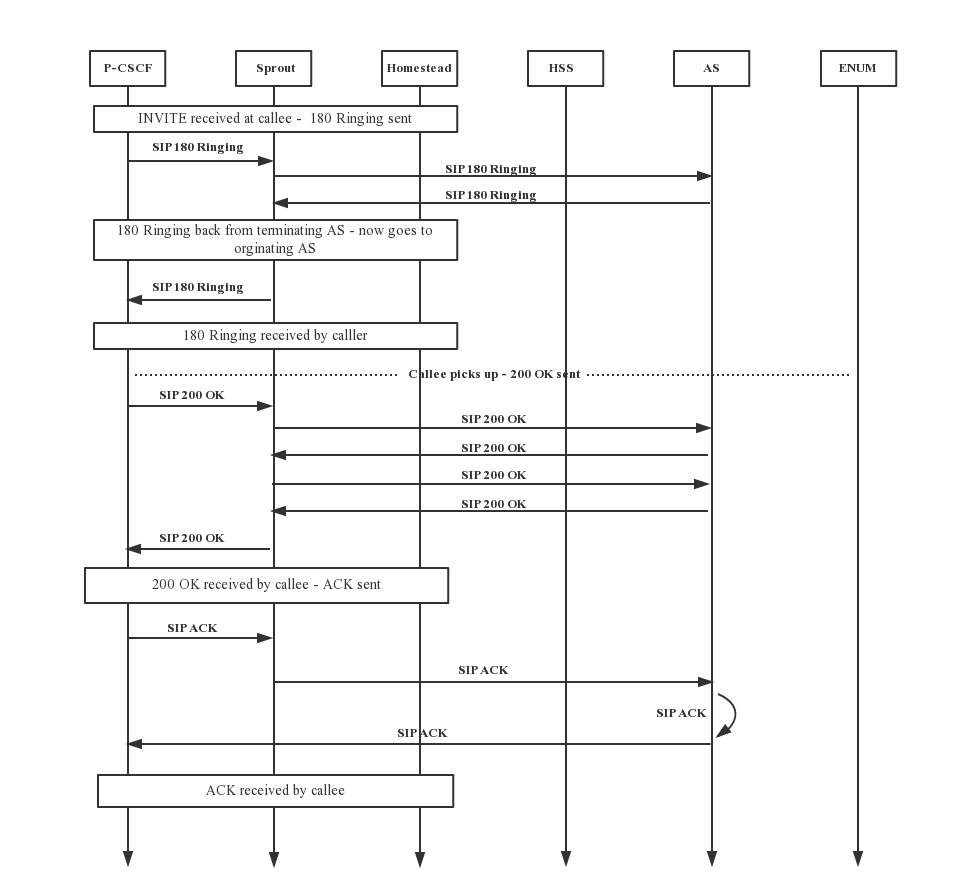 P-CSCF
Sprout
Homestead
HSS
AS
ENUM
INVITE received at callee - 180 Ringing sent
SIP 180 Ringing
SIP 180 Ringing
SIP 180 Ringing
180 Ringing back from terminating AS - now goes to
orginating AS
SIP 180 Ringing
180 Ringing received by calller
Callee picks up - 200 OK sent
SIP 200 OK
SIP 200 OK
SIP 200 OK
SIP 200 OK
SIP 200 OK
SIP 200 OK
200 OK received by callee - ACK sent
SIP ACK
SIP ACK
SIP ACK
SIP ACK
ACK received by callee